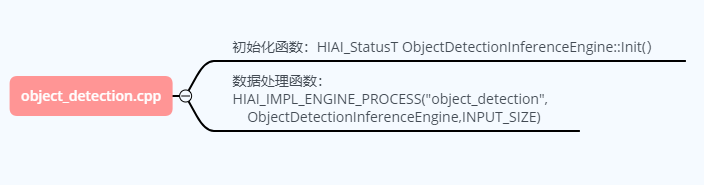 object_detection.cpp
初始化函数：HIAI_StatusT ObjectDetectionInferenceEngine::Init()
数据处理函数：
HIAI_IMPL_ENGINE_PROCESS("object_detection",
ObjectDetectionInferenceEngine,INPUT_SIZE)